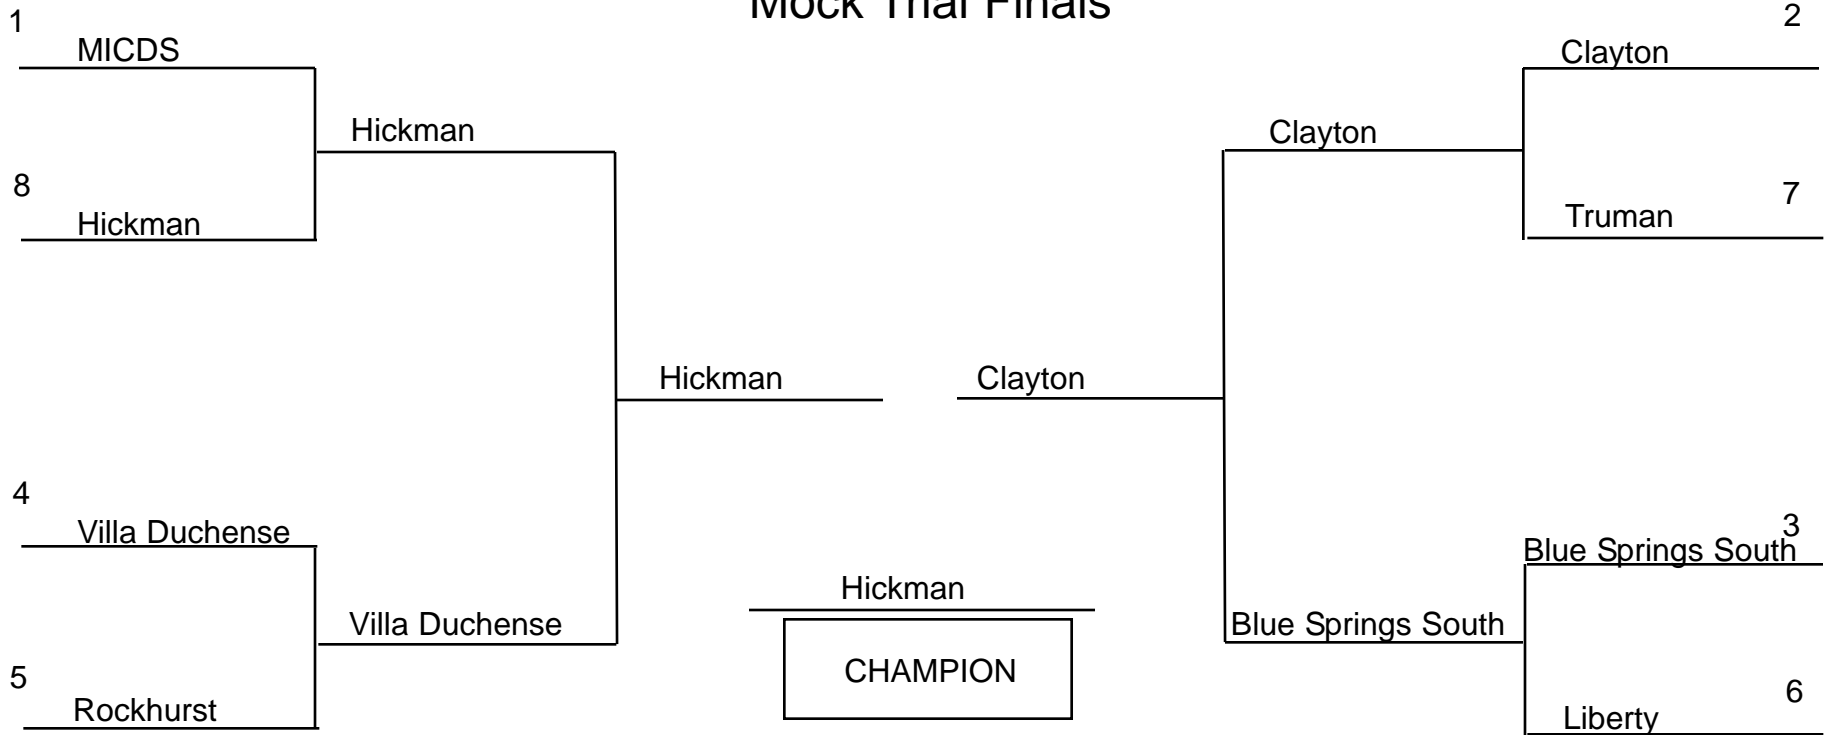 Mock Trial Finals
1
MICDS
8
Hickman
4
Villa Duchense
5
Rockhurst
Hickman
Villa Duchense
Hickman
Hickman
CHAMPION
Clayton
Clayton
Blue Springs South
2
Clayton
7
Truman
3
Blue Springs South
6
Liberty